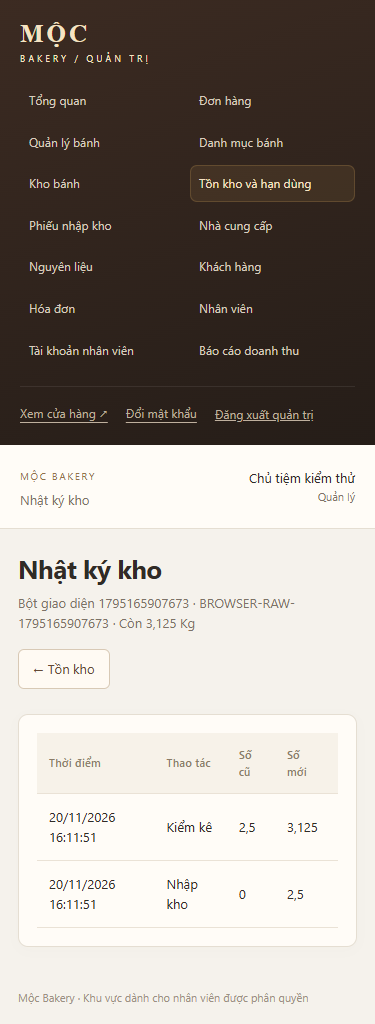 MỘC
BAKERY / QUẢN TRỊ
Tổng quan
Đơn hàng
Quản lý bánh
Danh mục bánh
Kho bánh
Tồn kho và hạn dùng
Phiếu nhập kho
Nhà cung cấp
Nguyên liệu
Khách hàng
Hóa đơn
Nhân viên
Tài khoản nhân viên
Báo cáo doanh thu
Xem cửa hàng ↗
Đổi mật khẩu
Đăng xuất quản trị
MỘC BAKERY
Nhật ký kho
Chủ tiệm kiểm thử
Quản lý
Nhật ký kho
Bột giao diện 1795165907673 · BROWSER-RAW-
1795165907673 · Còn 3,125 Kg
← Tồn kho
Thời điểm
Thao tác
Số
cũ
Số
mới
20/11/2026
16:11:51
Kiểm kê
2,5
3,125
20/11/2026
16:11:51
Nhập
kho
0
2,5
Mộc Bakery · Khu vực dành cho nhân viên được phân quyền